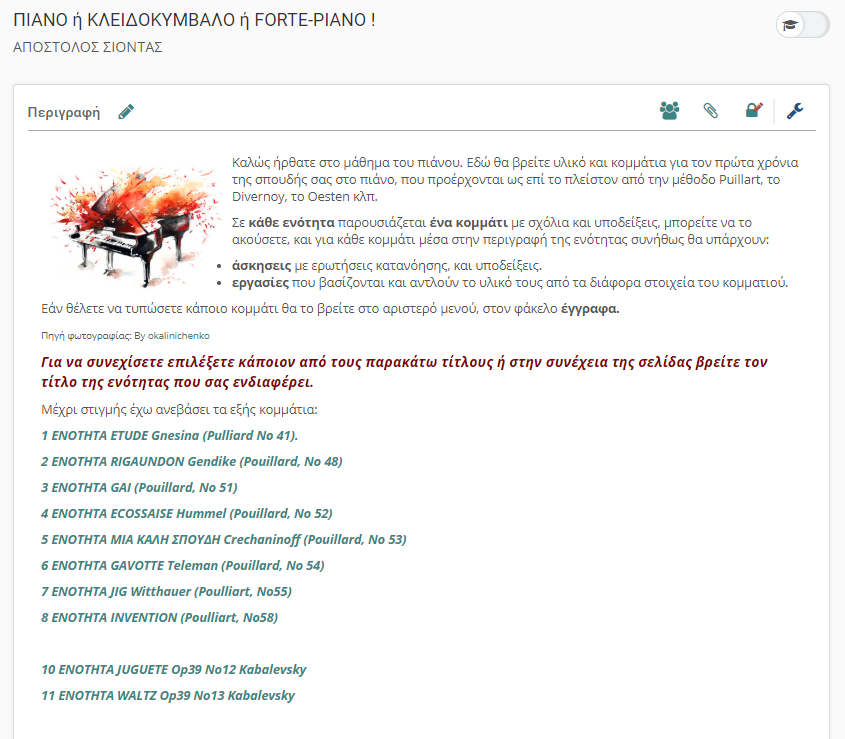 ΠΙΑΝΟ ή ΚΛΕΙΔΟΚΥΜΒΑΛΟ ή FORTE-PIANO !
ΑΠΟΣΤΟΛΟΣ ΣΙΟΝΤΑΣ
Περιγραφή
Καλώς ήρθατε στο μάθημα του πιάνου. Εδώ θα βρείτε υλικό και κομμάτια για τον πρώτα χρόνια
της σπουδής σας στο πιάνο, που προέρχονται ως επί το πλείστον από την μέθοδο Puillart, το
Divernoy, το Oesten κλπ.
Σε κάθε ενότητα παρουσιάζεται ένα κομμάτι με σχόλια και υποδείξεις, μπορείτε να το
ακούσετε, και για κάθε κομμάτι μέσα στην περιγραφή της ενότητας συνήθως θα υπάρχουν:
• άσκησεις με ερωτήσεις κατανόησης, και υποδείξεις.
• εργασίες που βασίζονται και αντλούν το υλικό τους από τα διάφορα στοιχεία του κομματιού.
Εάν θέλετε να τυπώσετε κάποιο κομμάτι θα το βρείτε στο αριστερό μενού, στον φάκελο έγγραφα.
Πηγή φωτογραφίας: By okalinichenko
Για να συνεχίσετε επιλέξετε κάποιον από τους παρακάτω τίτλους ή στην συνέχεια της σελίδας βρείτε τον
τίτλο της ενότητας που σας ενδιαφέρει.
Μέχρι στιγμής έχω ανεβάσει τα εξής κομμάτια:
1 ΕΝΟΤΗΤΑ ETUDE Gnesina (Pulliard No 41).
2 ΕΝΟΤΗΤΑ RIGAUNDON Gendike (Pouillard, No 48)
3 ΕΝΟΤΗΤΑ GAI (Pouillard, No 51)
4 ΕΝΟΤΗΤΑ ECOSSAISE Hummel (Pouillard, No 52)
5 ΕΝΟΤΗΤΑ ΜΙΑ ΚΑΛΗ ΣΠΟΥΔΗ Crechaninoff (Pouillard, No 53)
6 ΕΝΟΤΗΤΑ GAVOTTE Teleman (Pouillard, No 54)
7 ΕΝΟΤΗΤΑ JIG Witthauer (Poulliart, No55)
8 ΕΝΟΤΗΤΑ INVENTION (Poulliart, No58)
10 ΕΝΟΤΗΤΑ JUGUETE Op39 No12 Kabalevsky
11 ΕΝΟΤΗΤΑ WALTZ Op39 No13 Kabalevsky